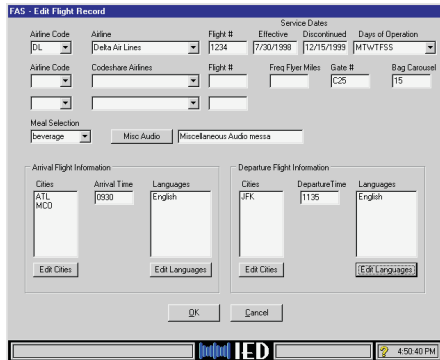 FAS - Edit Flight Record
Service Dates
Airline Code Airline Flight # Effective Discontinued Days of Operation
DL Delta Air Lines 1234 7/30/1998 12/15/1999 MTWTFSS
Airline Code Codeshare Airlines Flight # Freq Flyer Miles Gate # Bag Carousel
C25 15
Meal Selection
beverage Misc Audio Miscellaneous Audio messa
Arrival Flight Information Departure Flight Information
Cities Arrival Time Languages Cities DepartureTime Languages
ATL 0930 English JFK 1135 English
MCO
Edit Cities Edit Languages Edit Cities Edit Languages
OK Cancel
IED 4:50:40 PM